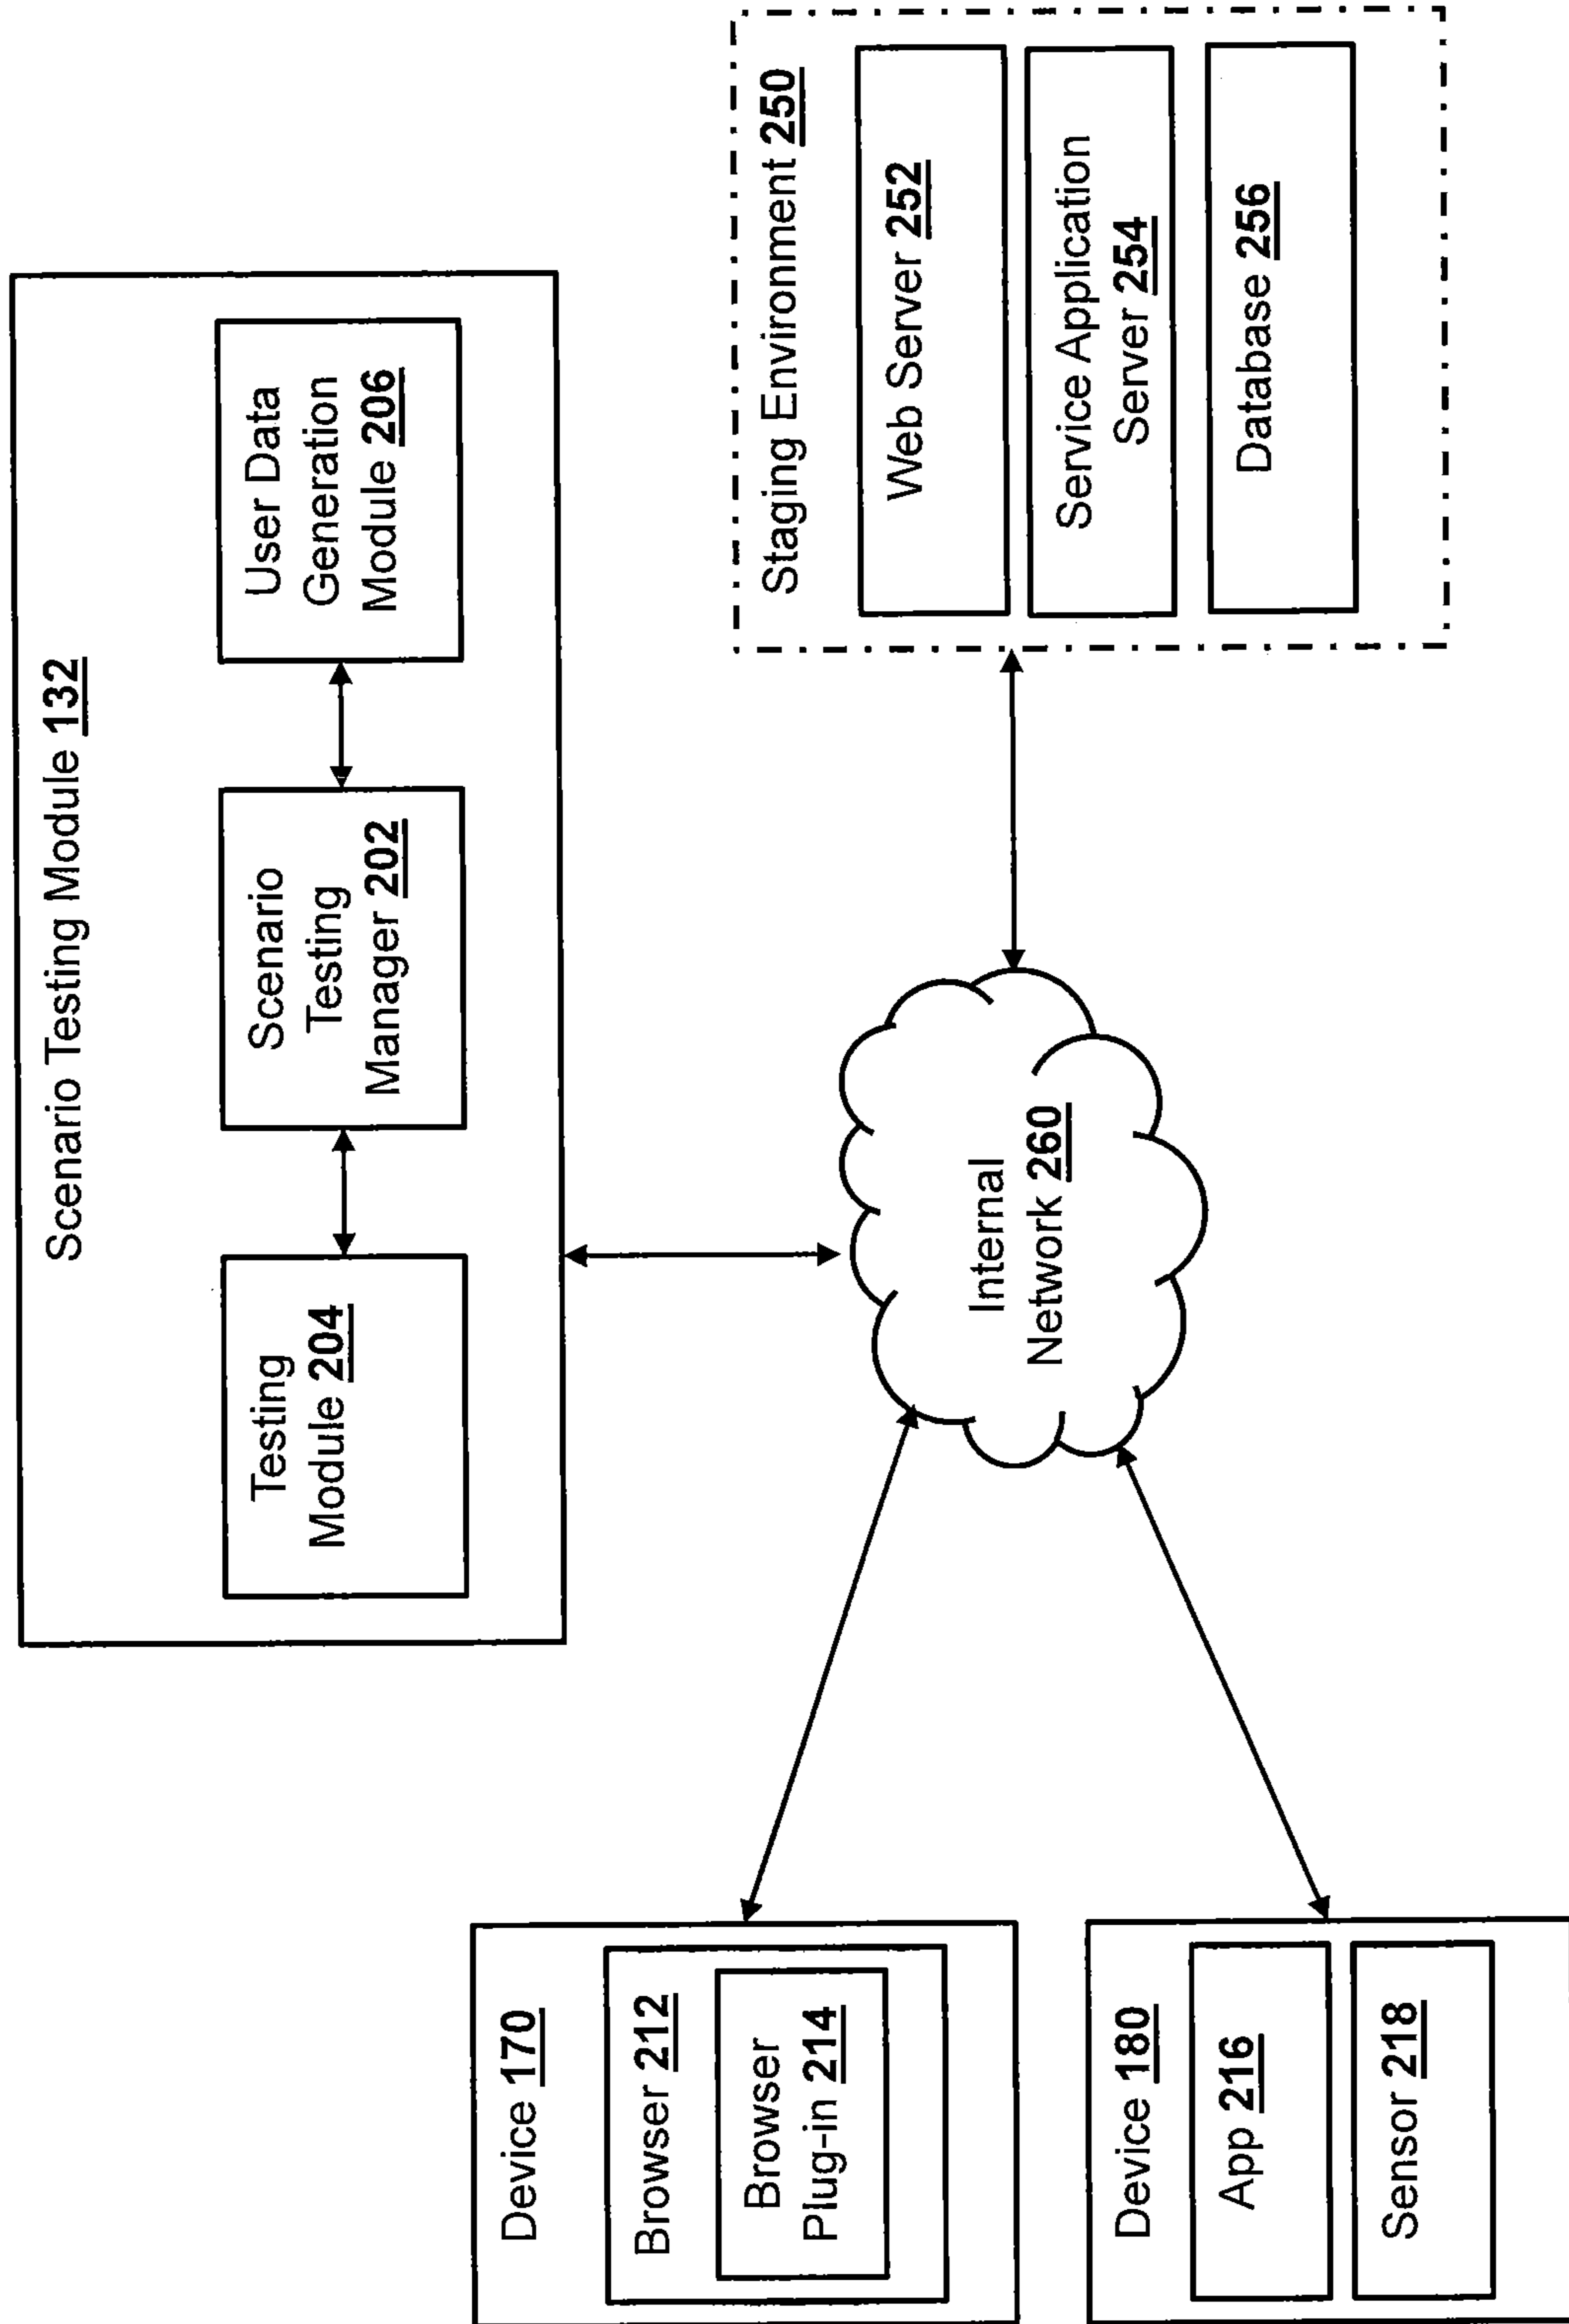 Scenario Testing Module 132
Testing
Module 204
Scenario
Testing
Manager 202
User Data
Generation
Module 206
Device 170
Browser 212
Browser
Plug-in 214
Device 180
App 216
Sensor 218
Internal
Network 260
Staging Environment 250
Web Server 252
Service Application
Server 254
Database 256